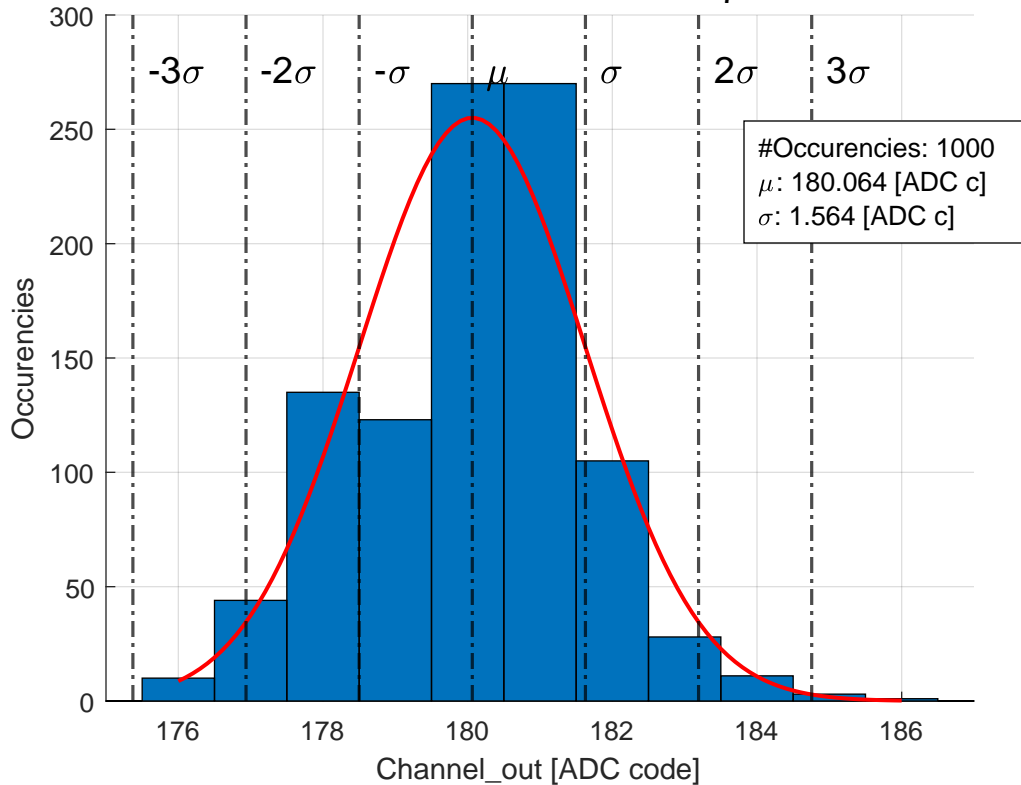 300
250
200
150
100
50
0
-3σ
-2σ
-σ
μ
σ
2σ
3σ
#Occurencies: 1000
μ: 180.064 [ADC c]
σ: 1.564 [ADC c]
Occurencies
176
178
180
182
184
186
Channel_out [ADC code]